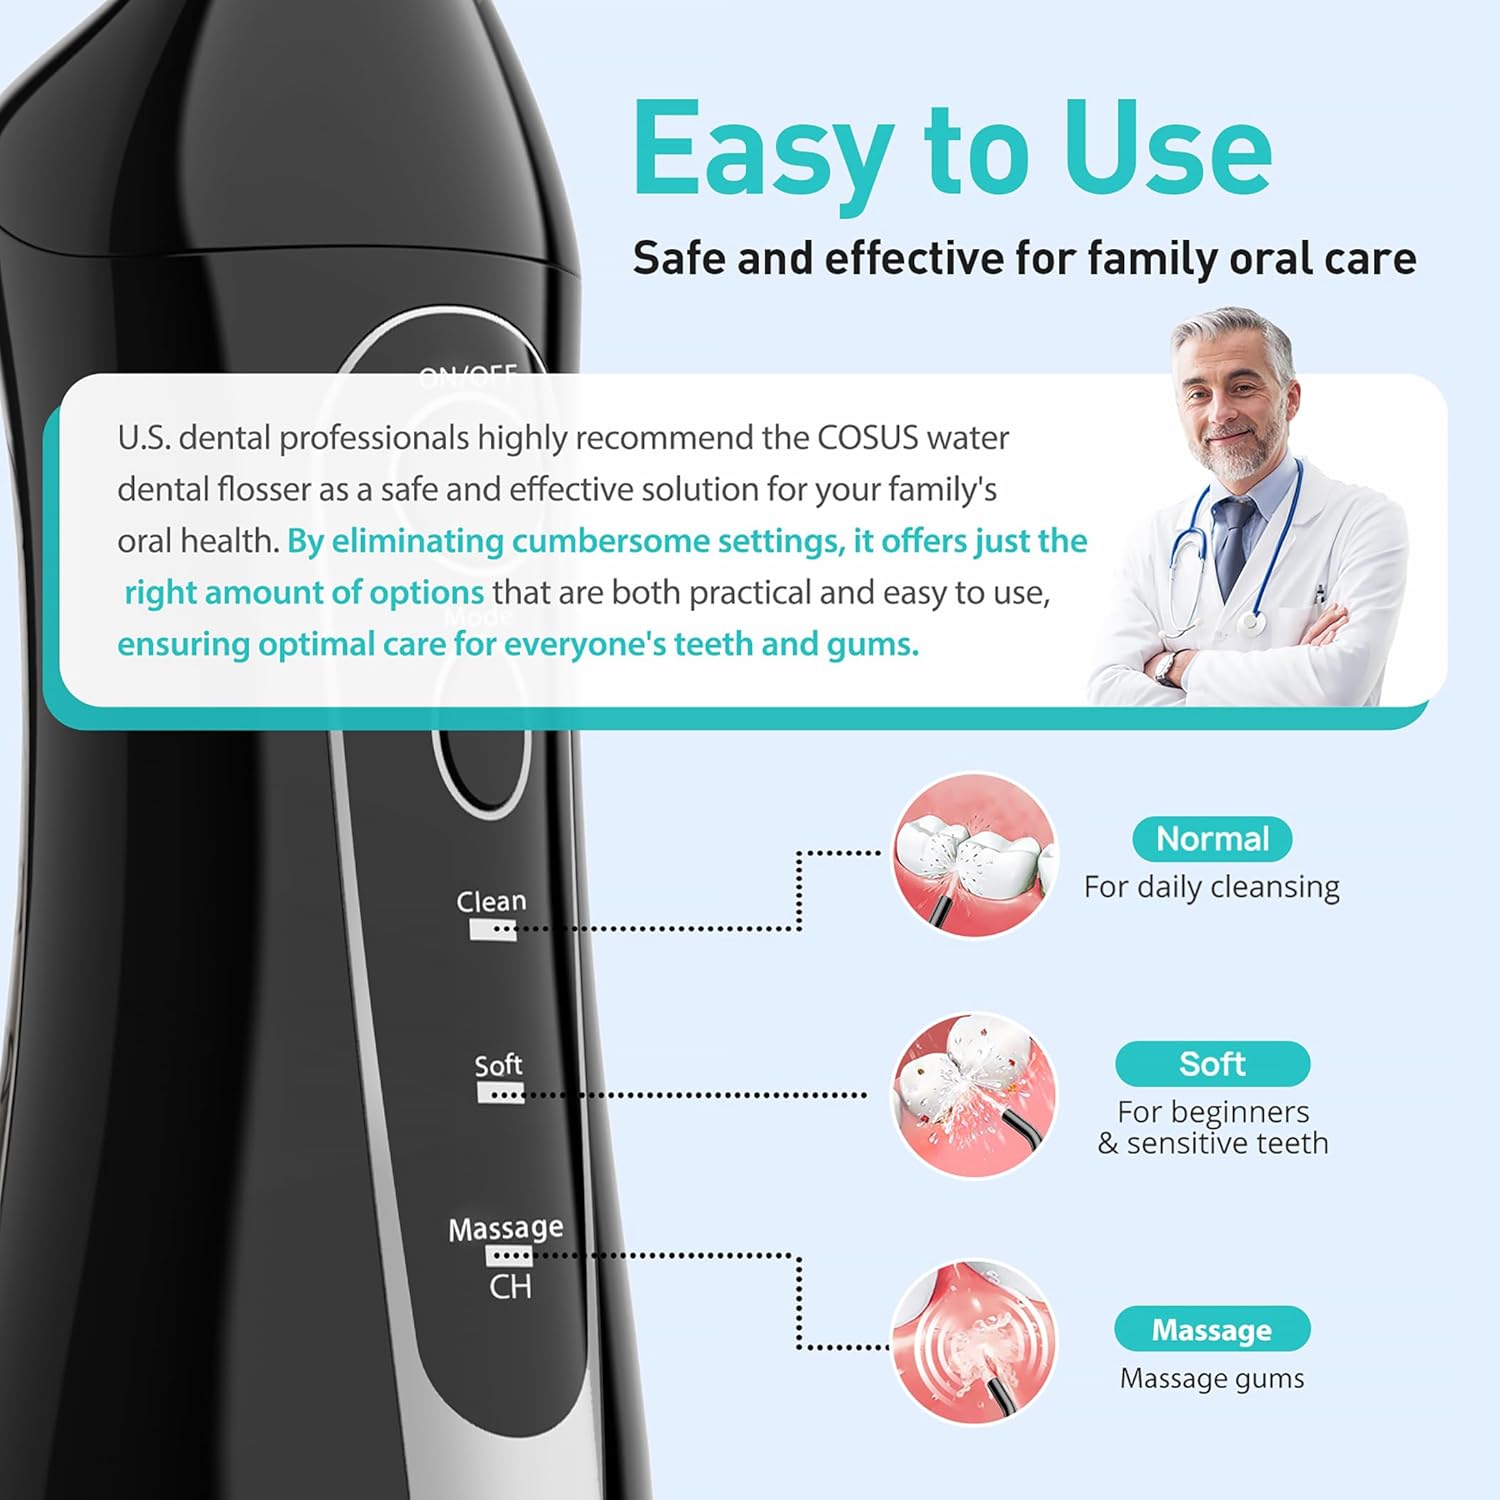 Easy to Use
Safe and effective for family oral care
ON/OFF
U.S. dental professionals highly recommend the COSUS water
dental flosser as a safe and effective solution for your family's
oral health. By eliminating cumbersome settings, it offers just the
right amount of options that are both practical and easy to use,
Mode
ensuring optimal care for everyone's teeth and gums.
Clean
Normal
For daily cleansing
Soft
Soft
For beginners
& sensitive teeth
Massage
CH
Massage
Massage gums